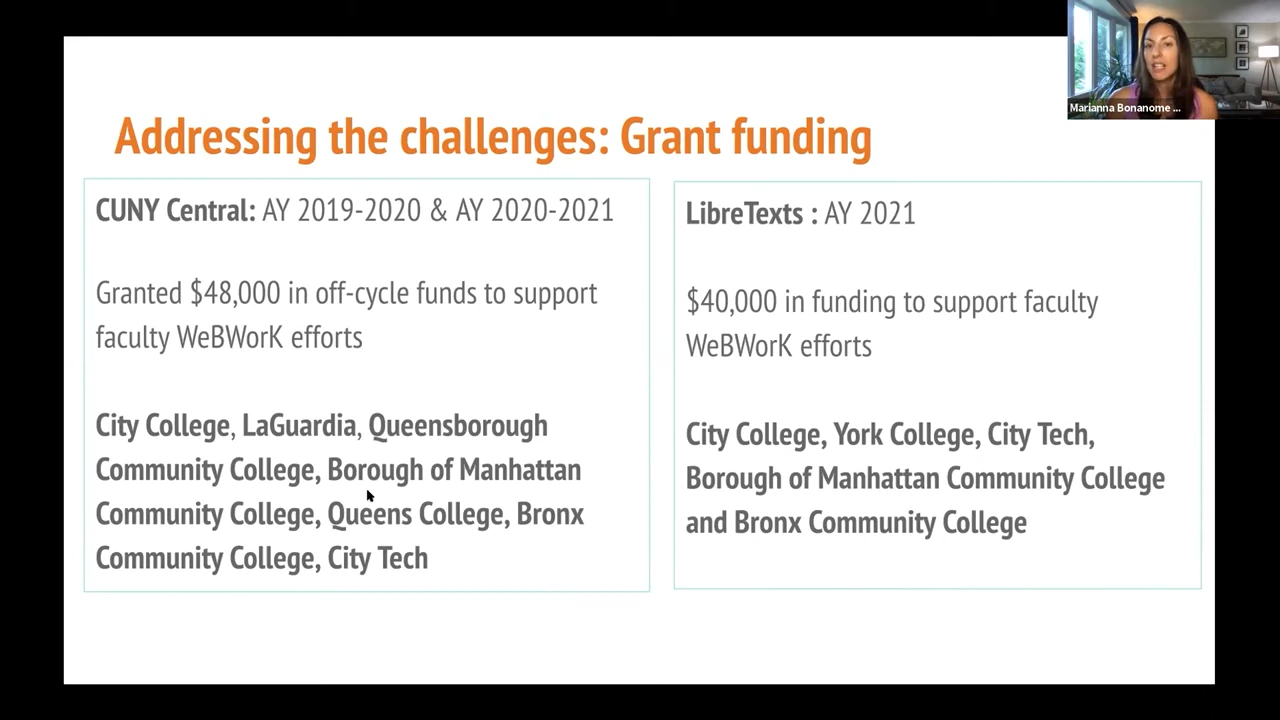 Marianna Bonanome ...
Addressing the challenges: Grant funding
CUNY Central: AY 2019-2020 & AY 2020-2021
Granted $48,000 in off-cycle funds to support
faculty WeBWorK efforts
City College, LaGuardia, Queensborough
Community College, Borough of Manhattan
Community College, Queens College, Bronx
Community College, City Tech
LibreTexts : AY 2021
$40,000 in funding to support faculty
WeBWorK efforts
City College, York College, City Tech,
Borough of Manhattan Community College
and Bronx Community College